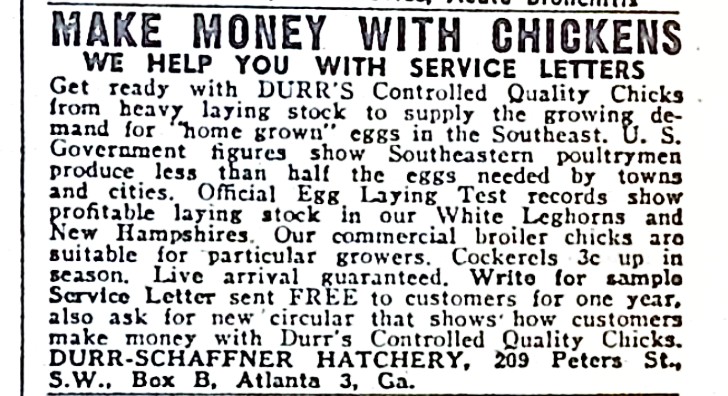 MAKE MONEY WITH CHICKENS
WE HELP YOU WITH SERVICE LETTERS
Get ready with DURR'S Controlled Quality Chicks
from heavy laying stock to supply the growing de-
mand for "home grown" eggs in the Southeast. U. S.
Government figures show Southeastern poultrymen
produce less than half the eggs needed by towns
and cities. Official Egg Laying Test records show
profitable laying stock in our White Leghorns and
New Hampshires. Our commercial broiler chicks are
suitable for particular growers. Cockerels 3c up in
season. Live arrival guaranteed. Write for sample
Service Letter sent FREE to customers for one year,
also ask for new circular that shows how customers
make money with Durr's Controlled Quality Chicks.
DURR-SCHAFFNER HATCHERY, 209 Peters St.,
S.W., Box B, Atlanta 3, Ga.